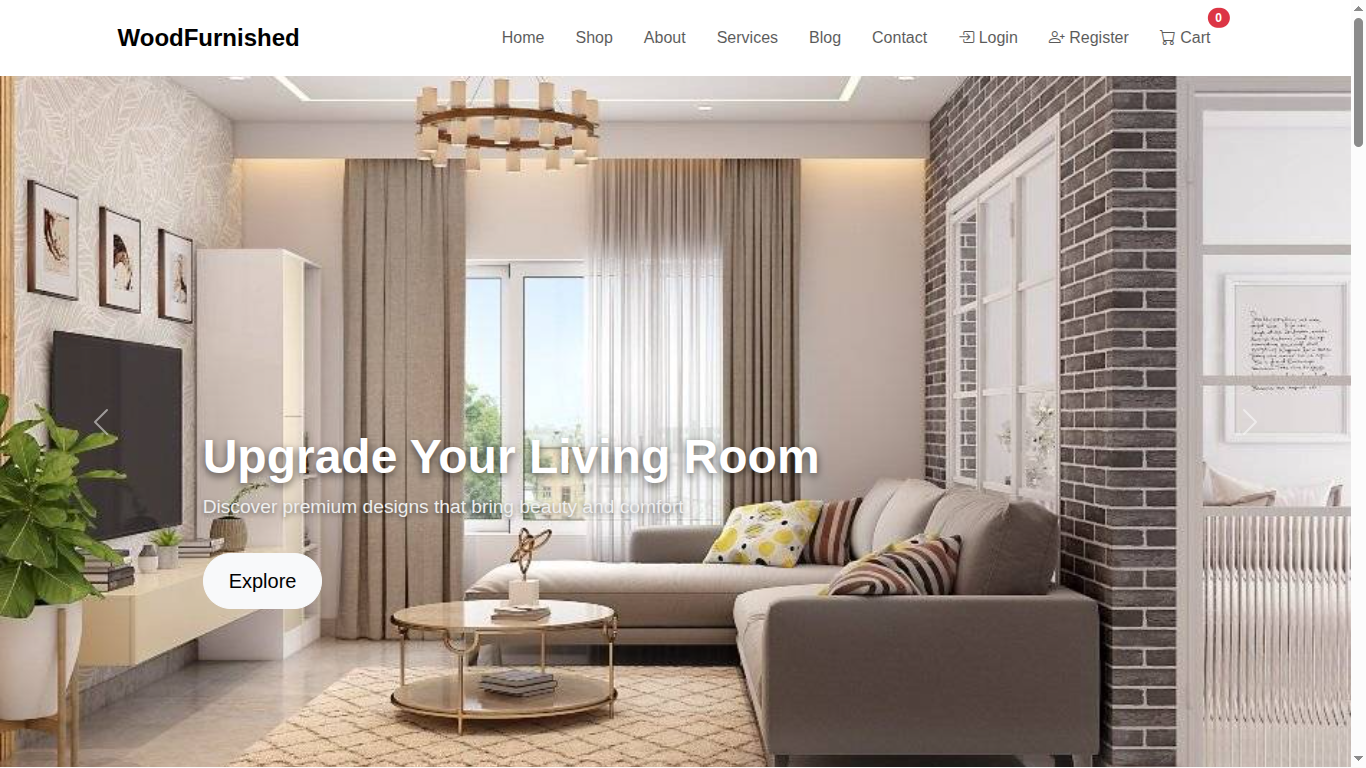 WoodFurnished
Home Shop About Services Blog Contact Login Register Cart 0
Upgrade Your Living Room
Discover premium designs that bring beauty and comfort.
Explore